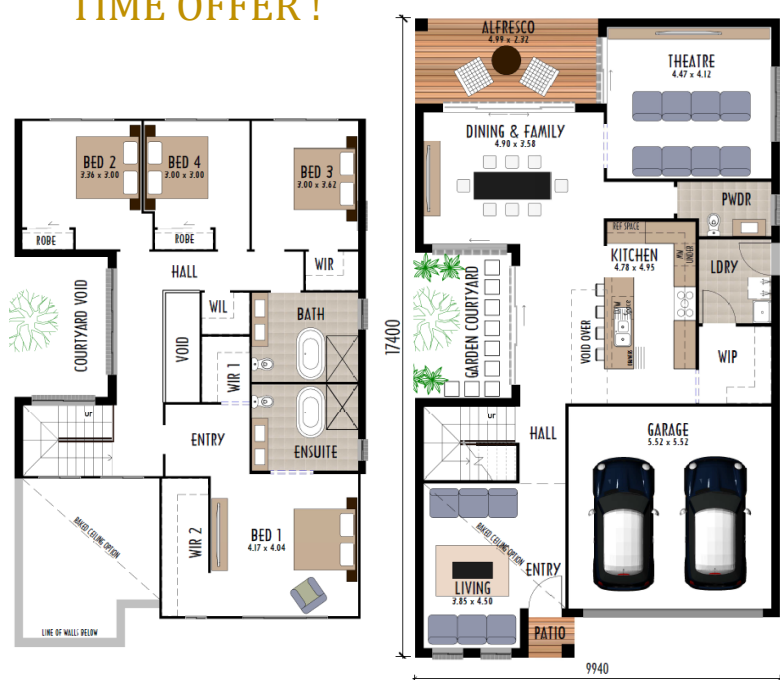 TIME OFFER !
BED 2
3.36 x 3.00
BED 4
3.00 x 3.00
BED 3
3.00 x 3.62
ROBE
ROBE
WIR
HALL
COURTYARD VOID
WIL
BATH
VOID
WIR 1
UP
ENTRY
ENSUITE
RAKED CEILING OPTION
WIR 2
BED 1
4.17 x 4.04
LINE OF WALLS BELOW
ALFRESCO
4.99 x 2.32
THEATRE
4.47 x 4.12
DINING & FAMILY
4.90 x 3.58
PWDR
REF SPACE
KITCHEN
4.78 x 4.95
MW
UNDER
LDRY
GARDEN COURTYARD
17400
VOID OVER
WIP
UP
HALL
GARAGE
5.52 x 5.52
RAKED CEILING OPTION
ENTRY
LIVING
3.85 x 4.50
PATIO
9940